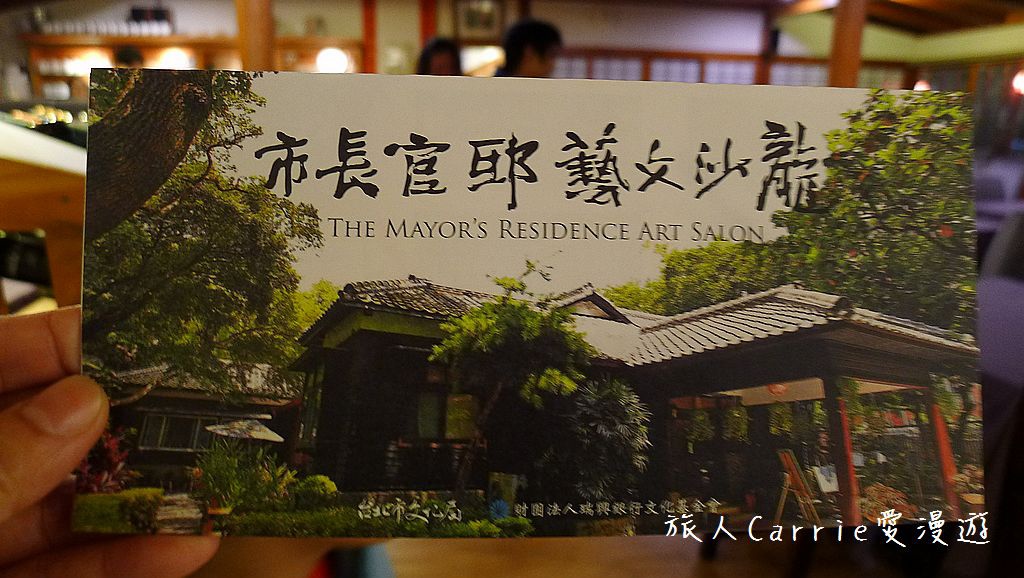 市長官邸藝文沙龍
THE MAYOR'S RESIDENCE ART SALON
台北市文化局 財團法人瑞興銀行文化基金會
旅人Carrie愛漫遊